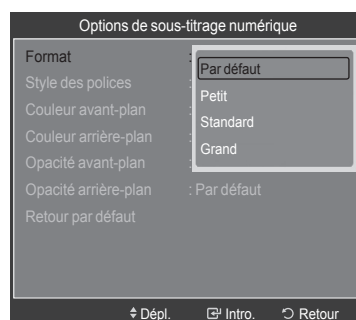 Options de sous-titrage numérique
Format :
Par défaut
Petit
Standard
Grand
Style des polices :
Couleur avant-plan :
Couleur arrière-plan :
Opacité avant-plan :
Opacité arrière-plan : Par défaut
Retour par défaut
Dépl. Intro. Retour